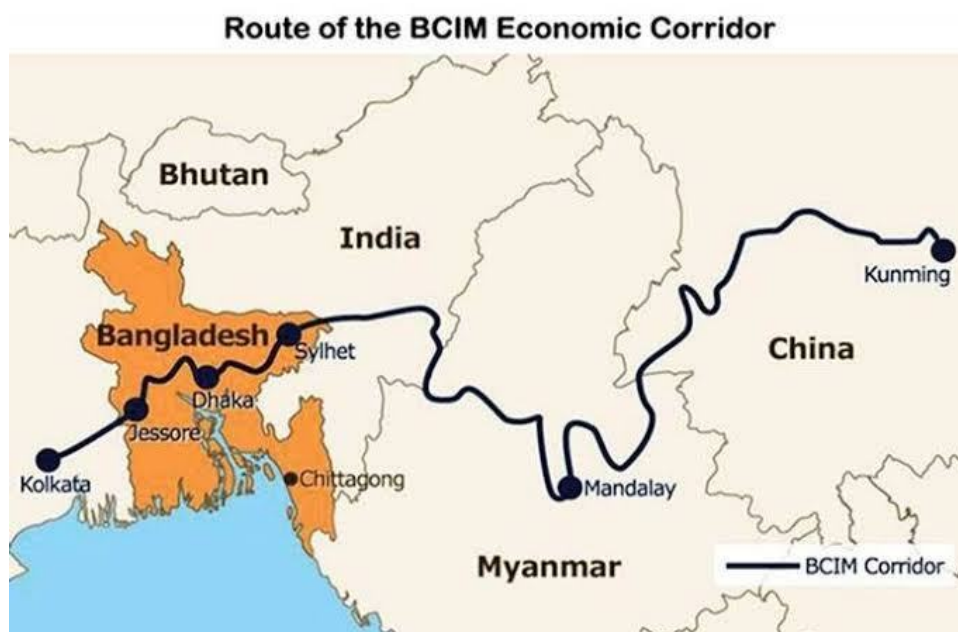 Route of the BCIM Economic Corridor
Bhutan
India
Kunming
Bangladesh
Sylhet
China
Dhaka
Jessore
Kolkata
Chittagong
Mandalay
Myanmar
BCIM Corridor